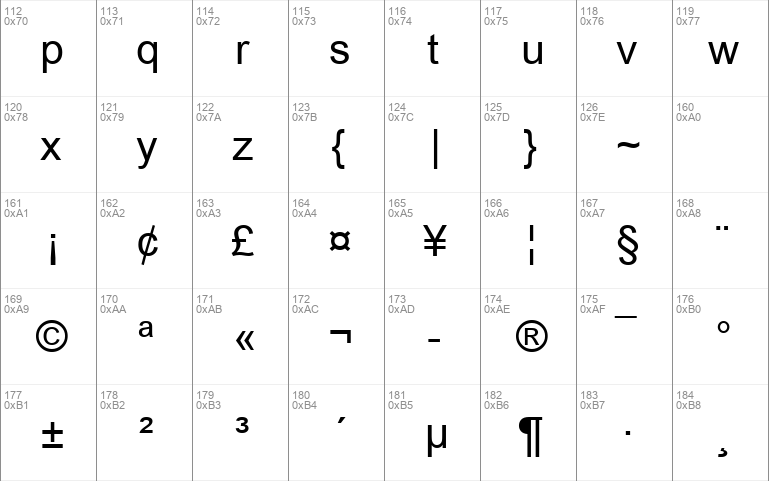 112 113 114 115 116 117 118 119
0x70 0x71 0x72 0x73 0x74 0x75 0x76 0x77
p q r s t u v w
120 121 122 123 124 125 126 160
0x78 0x79 0x7A 0x7B 0x7C 0x7D 0x7E 0xA0
x y z { | } ~
161 162 163 164 165 166 167 168
0xA1 0xA2 0xA3 0xA4 0xA5 0xA6 0xA7 0xA8
¡ ¢ £ ¤ ¥ ¦ § ¨
169 170 171 172 173 174 175 176
0xA9 0xAA 0xAB 0xAC 0xAD 0xAE 0xAF 0xB0
© ª « ¬ - ® ¯ °
177 178 179 180 181 182 183 184
0xB1 0xB2 0xB3 0xB4 0xB5 0xB6 0xB7 0xB8
± ² ³ ´ µ ¶ · ¸